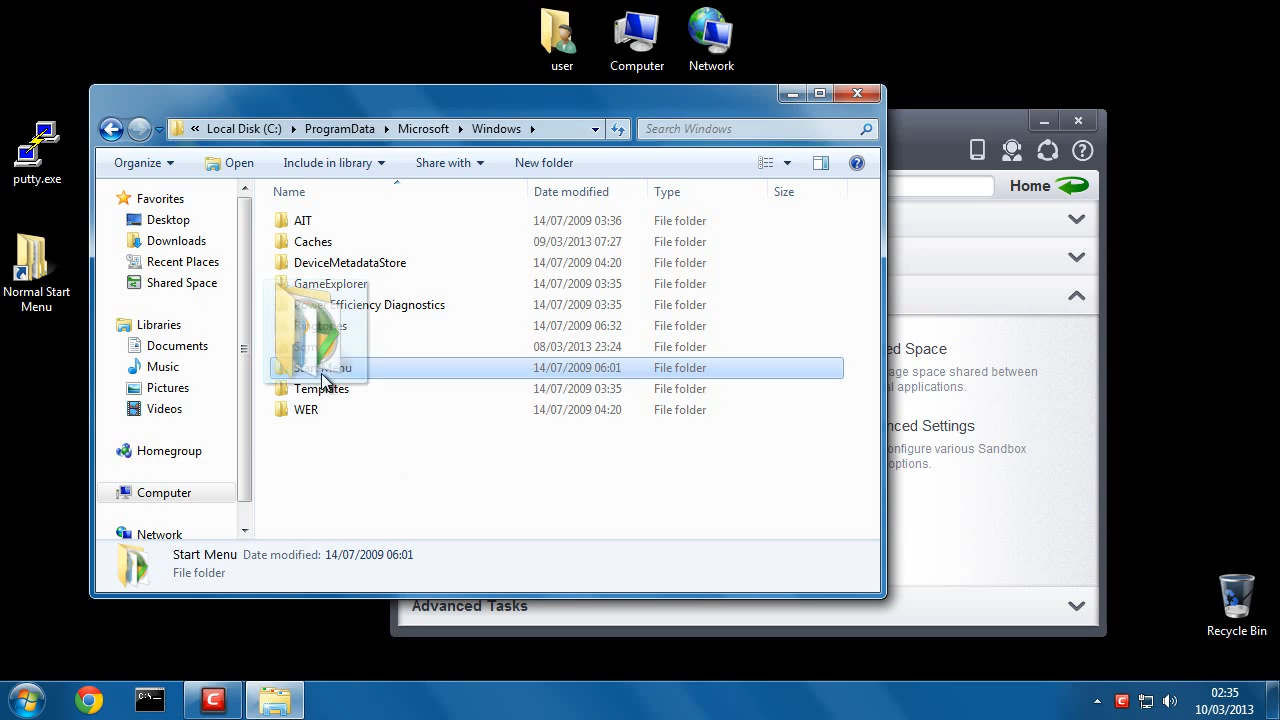 user
Computer
Network
putty.exe
Normal Start
Menu
« Local Disk (C:) ProgramData Microsoft Windows
Search Windows
Organize
Open
Include in library
Share with
New folder
Home
Favorites
Desktop
Downloads
Recent Places
Shared Space
Libraries
Documents
Music
Pictures
Videos
Homegroup
Computer
Network
Name Date modified Type Size
AIT 14/07/2009 03:36 File folder
Caches 09/03/2013 07:27 File folder
DeviceMetadataStore 14/07/2009 04:20 File folder
GameExplorer 14/07/2009 03:35 File folder
Power Efficiency Diagnostics 14/07/2009 03:35 File folder
Ringtones 14/07/2009 06:32 File folder
08/03/2013 23:24 File folder
Start Menu 14/07/2009 06:01 File folder
Templates 14/07/2009 03:35 File folder
WER 14/07/2009 04:20 File folder
Start Menu Date modified: 14/07/2009 06:01
File folder
ed Space
age space shared between
al applications.
nced Settings
nfigure various Sandbox
options.
Advanced Tasks
Recycle Bin
C:\
02:35
10/03/2013